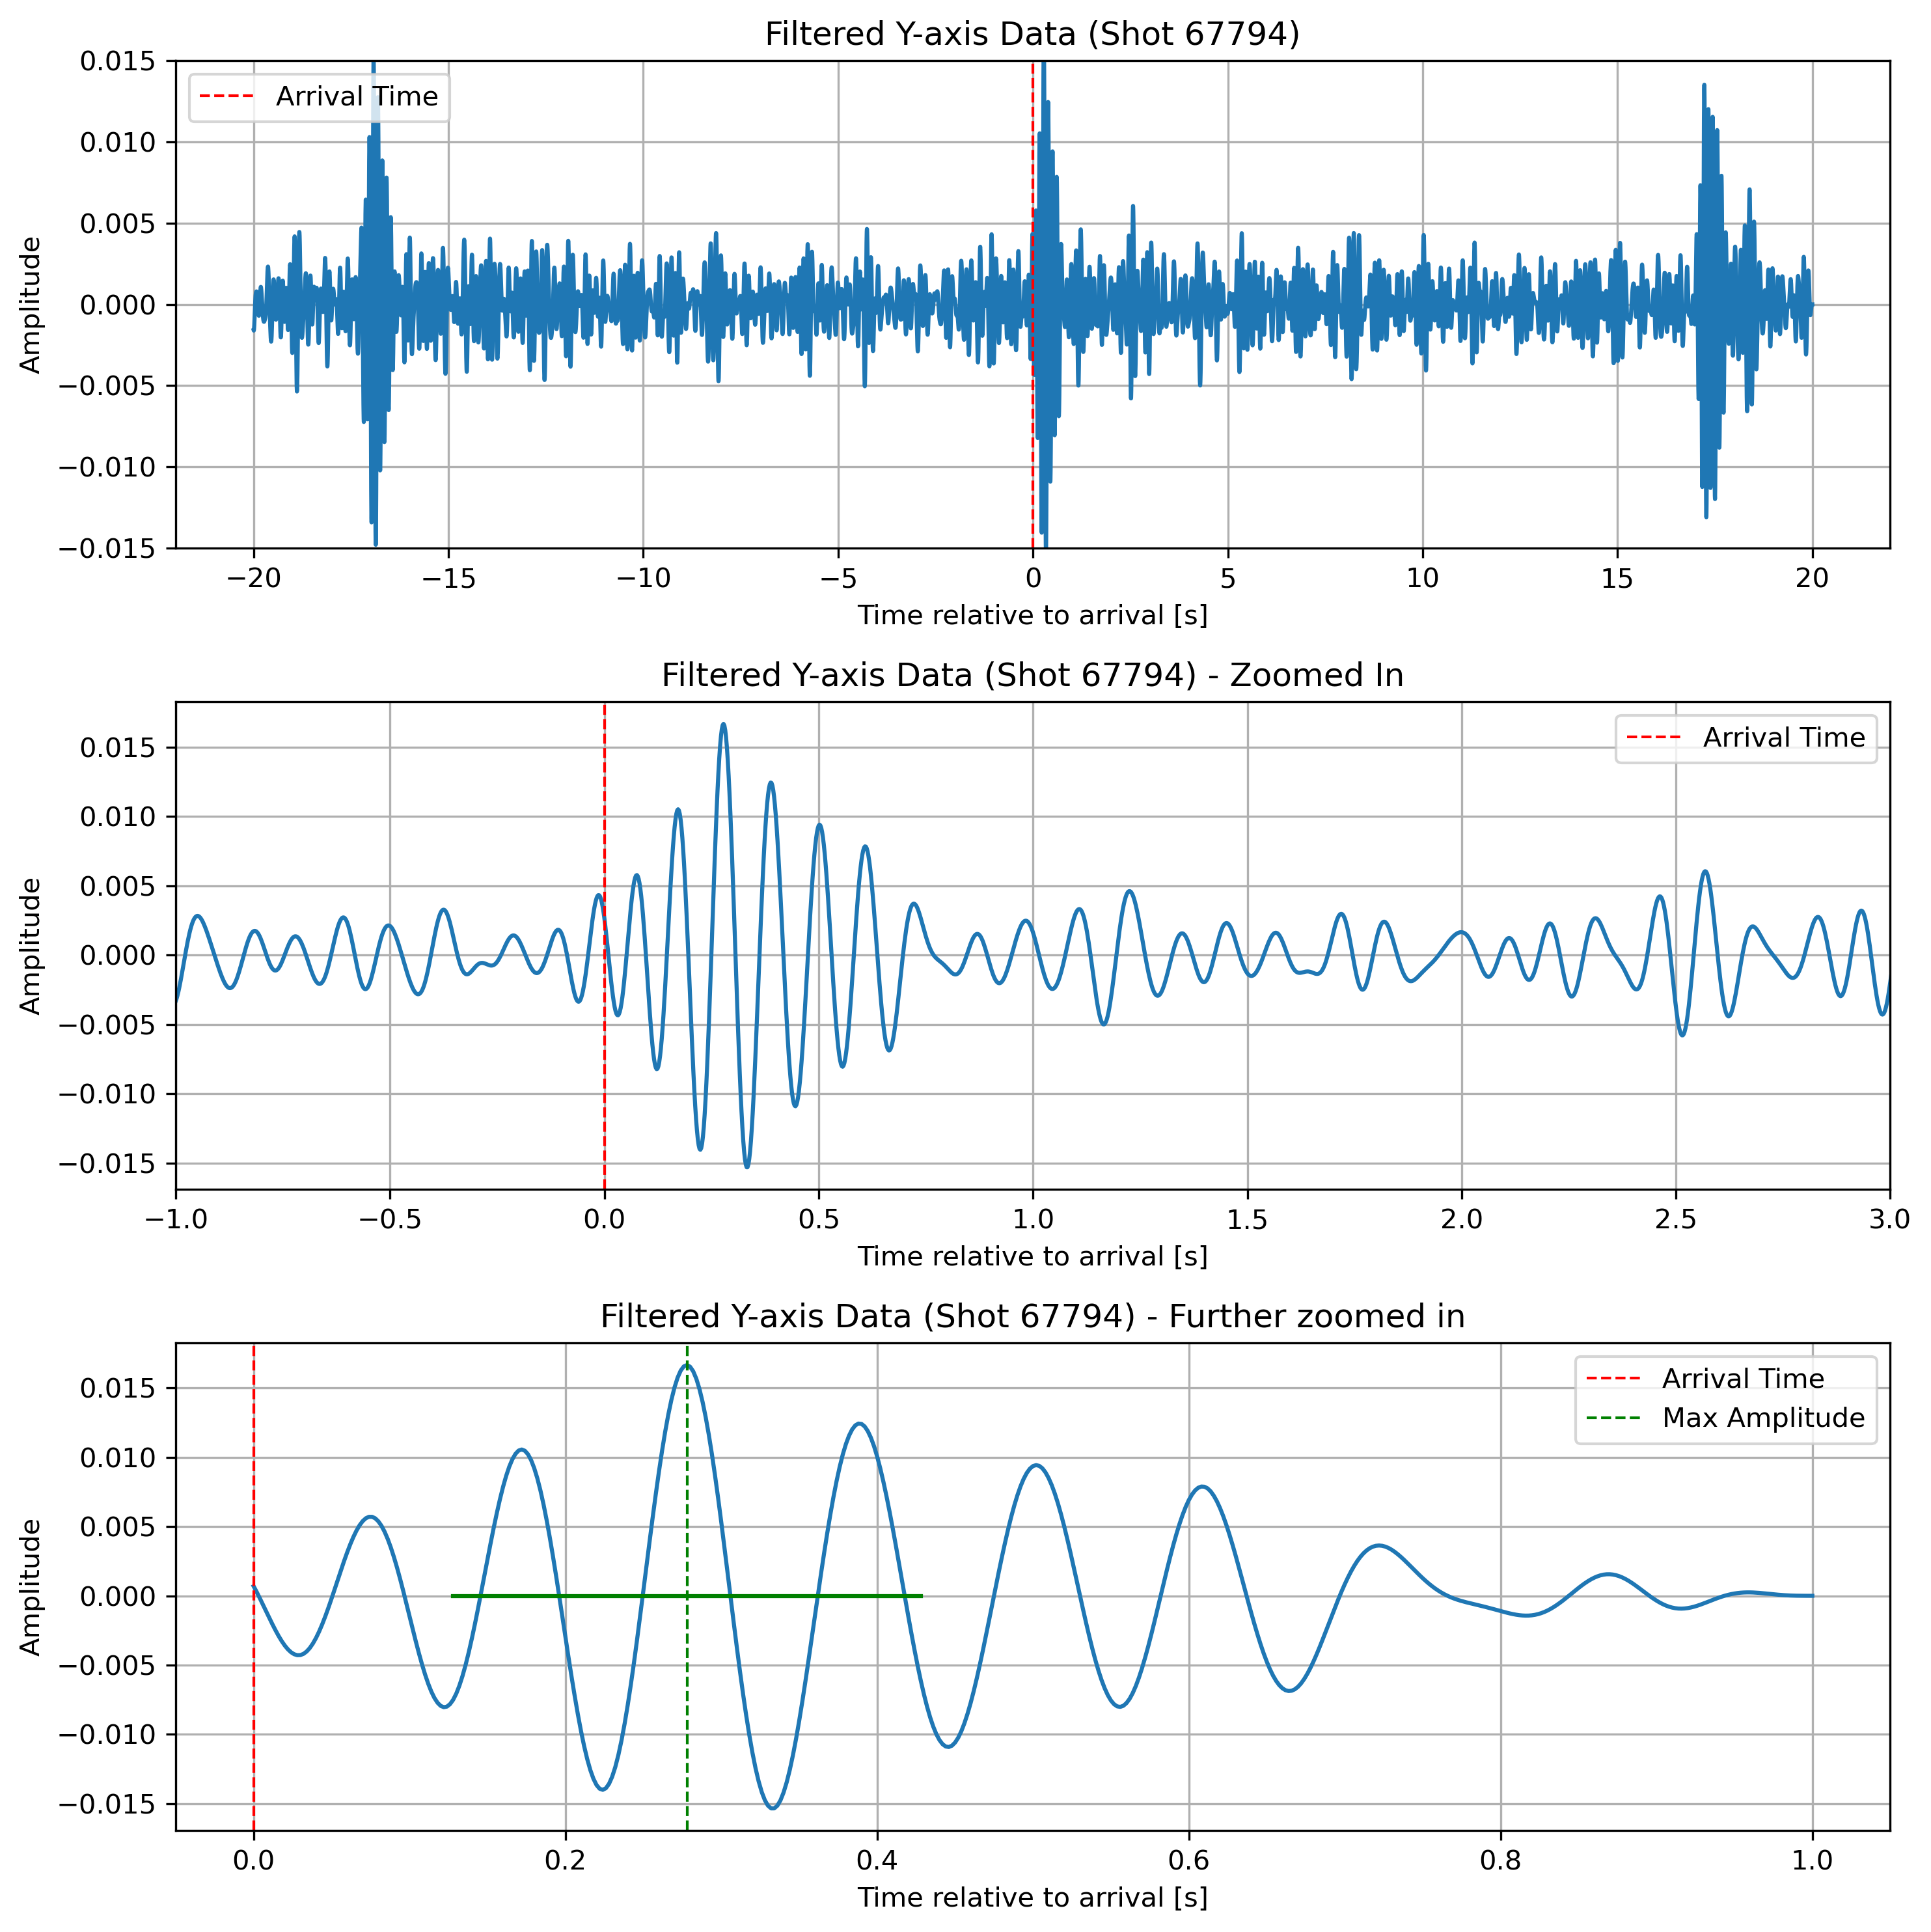 Filtered Y-axis Data (Shot 67794)
Arrival Time
Amplitude
0.015
0.010
0.005
0.000
−0.005
−0.010
−0.015
−20 −15 −10 −5 0 5 10 15 20
Time relative to arrival [s]
Filtered Y-axis Data (Shot 67794) - Zoomed In
Arrival Time
Amplitude
0.015
0.010
0.005
0.000
−0.005
−0.010
−0.015
−1.0 −0.5 0.0 0.5 1.0 1.5 2.0 2.5 3.0
Time relative to arrival [s]
Filtered Y-axis Data (Shot 67794) - Further zoomed in
Arrival Time
Max Amplitude
Amplitude
0.015
0.010
0.005
0.000
−0.005
−0.010
−0.015
0.0 0.2 0.4 0.6 0.8 1.0
Time relative to arrival [s]